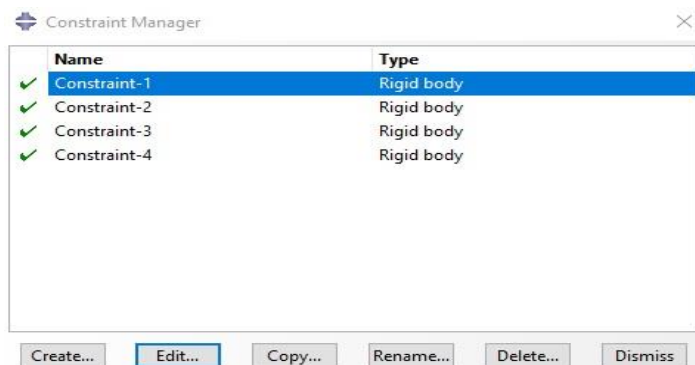 Constraint Manager
Name Type
Constraint-1 Rigid body
Constraint-2 Rigid body
Constraint-3 Rigid body
Constraint-4 Rigid body
Create... Edit... Copy... Rename... Delete... Dismiss